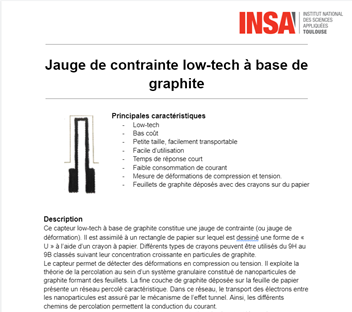 INSA
INSTITUT NATIONAL
DES SCIENCES
APPLIQUÉES
TOULOUSE
Jauge de contrainte low-tech à base de
graphite
Principales caractéristiques
- Low-tech
- Bas coût
- Petite taille, facilement transportable
- Facile d'utilisation
- Temps de réponse court
- Faible consommation de courant
- Mesure de déformations de compression et tension.
- Feuillets de graphite déposés avec des crayons sur du papier
Description
Ce capteur low-tech à base de graphite constitue une jauge de contrainte (ou jauge de
déformation). Il est assimilé à un rectangle de papier sur lequel est dessiné une forme de «
U » à l'aide d'un crayon à papier. Différents types de crayons peuvent être utilisés du 9H au
9B classés suivant leur concentration croissante en particules de graphite.
Le capteur permet de détecter des déformations en compression ou tension. Il exploite la
théorie de la percolation au sein d'un système granulaire constitué de nanoparticules de
graphite formant des feuillets. La fine couche de graphite déposée sur la feuille de papier
présente un réseau percolé caractéristique. Dans ce réseau, le transport des électrons entre
les nanoparticules est assuré par le mécanisme de l'effet tunnel. Ainsi, les différents
chemins de percolation permettent la conduction du courant.